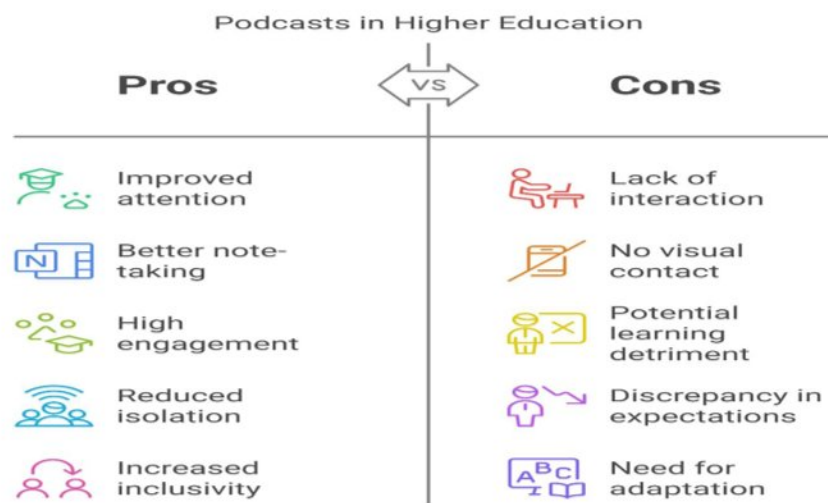 Podcasts in Higher Education
Pros
VS
Cons
Improved
attention
Lack of
interaction
N
Better note-
taking
No visual
contact
High
engagement
Potential
learning
detriment
Reduced
isolation
Discrepancy in
expectations
Increased
inclusivity
ABC
Need for
adaptation